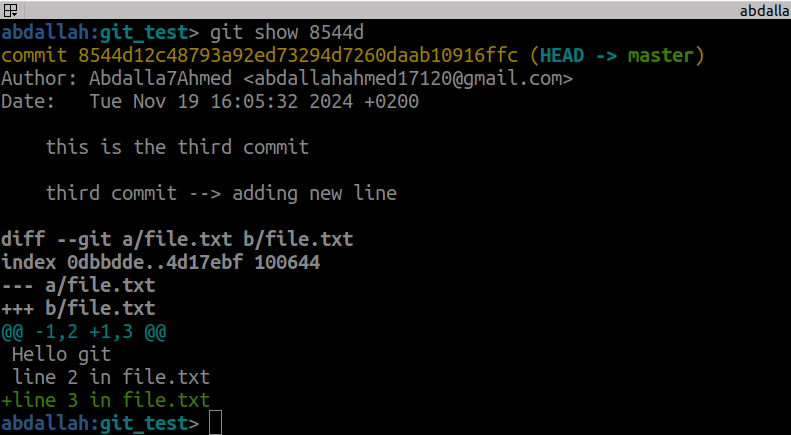 abdalla
abdallah:git_test> git show 8544d
commit 8544d12c48793a92ed73294d7260daab10916ffc (HEAD -> master)
Author: Abdalla7Ahmed <abdallahahmed17120@gmail.com>
Date:   Tue Nov 19 16:05:32 2024 +0200

    this is the third commit

    third commit --> adding new line

diff --git a/file.txt b/file.txt
index 0dbbdde..4d17ebf 100644
--- a/file.txt
+++ b/file.txt
@@ -1,2 +1,3 @@
 Hello git
 line 2 in file.txt
+line 3 in file.txt
abdallah:git_test>